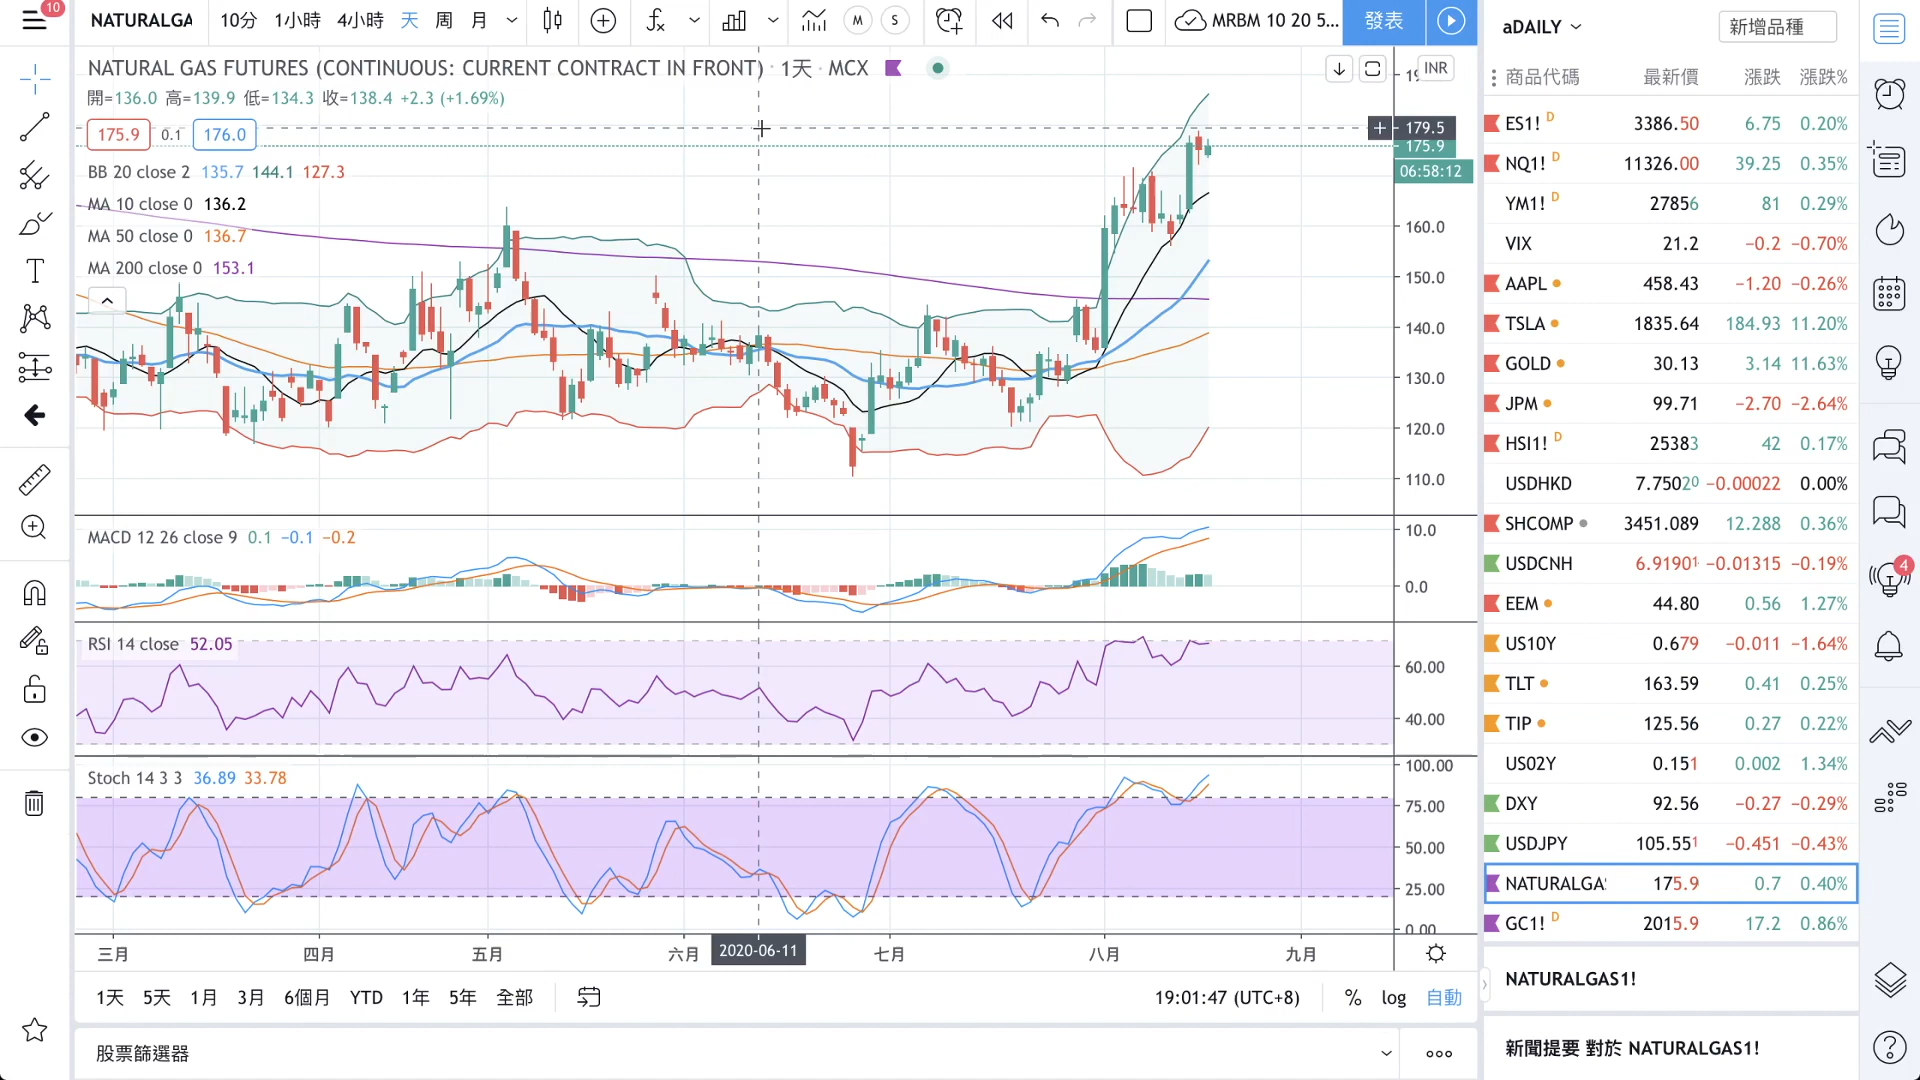 10
NATURALGA
10分 1小時 4小時 天 周 月
M S
MRBM 10 20 5...
發表
NATURAL GAS FUTURES (CONTINUOUS: CURRENT CONTRACT IN FRONT) · 1天 · MCX
INR
開=136.0 高=139.9 低=134.3 收=138.4 +2.3 (+1.69%)
175.9 0.1 176.0
BB 20 close 2 135.7 144.1 127.3
MA 10 close 0 136.2
MA 50 close 0 136.7
MA 200 close 0 153.1
179.5
175.9
06:58:12
160.0
150.0
140.0
130.0
120.0
110.0
MACD 12 26 close 9 0.1 −0.1 −0.2
10.0
0.0
RSI 14 close 52.05
60.00
40.00
Stoch 14 3 3 36.89 33.78
100.00
75.00
50.00
25.00
0.00
三月 四月 五月 六月 2020-06-11 七月 八月 九月
1天 5天 1月 3月 6個月 YTD 1年 5年 全部
19:01:47 (UTC+8) % log 自動
股票篩選器
aDAILY
新增品種
商品代碼 最新價 漲跌 漲跌%
ES1! D 3386.50 6.75 0.20%
NQ1! D 11326.00 39.25 0.35%
YM1! D 27856 81 0.29%
VIX 21.2 −0.2 −0.70%
AAPL 458.43 −1.20 −0.26%
TSLA 1835.64 184.93 11.20%
GOLD 30.13 3.14 11.63%
JPM 99.71 −2.70 −2.64%
HSI1! D 25383 42 0.17%
USDHKD 7.75020 −0.00022 0.00%
SHCOMP 3451.089 12.288 0.36%
USDCNH 6.91901 −0.01315 −0.19%
EEM 44.80 0.56 1.27%
US10Y 0.679 −0.011 −1.64%
TLT 163.59 0.41 0.25%
TIP 125.56 0.27 0.22%
US02Y 0.151 0.002 1.34%
DXY 92.56 −0.27 −0.29%
USDJPY 105.551 −0.451 −0.43%
NATURALGA 175.9 0.7 0.40%
GC1! D 2015.9 17.2 0.86%
NATURALGAS1!
新聞提要 對於 NATURALGAS1!
4